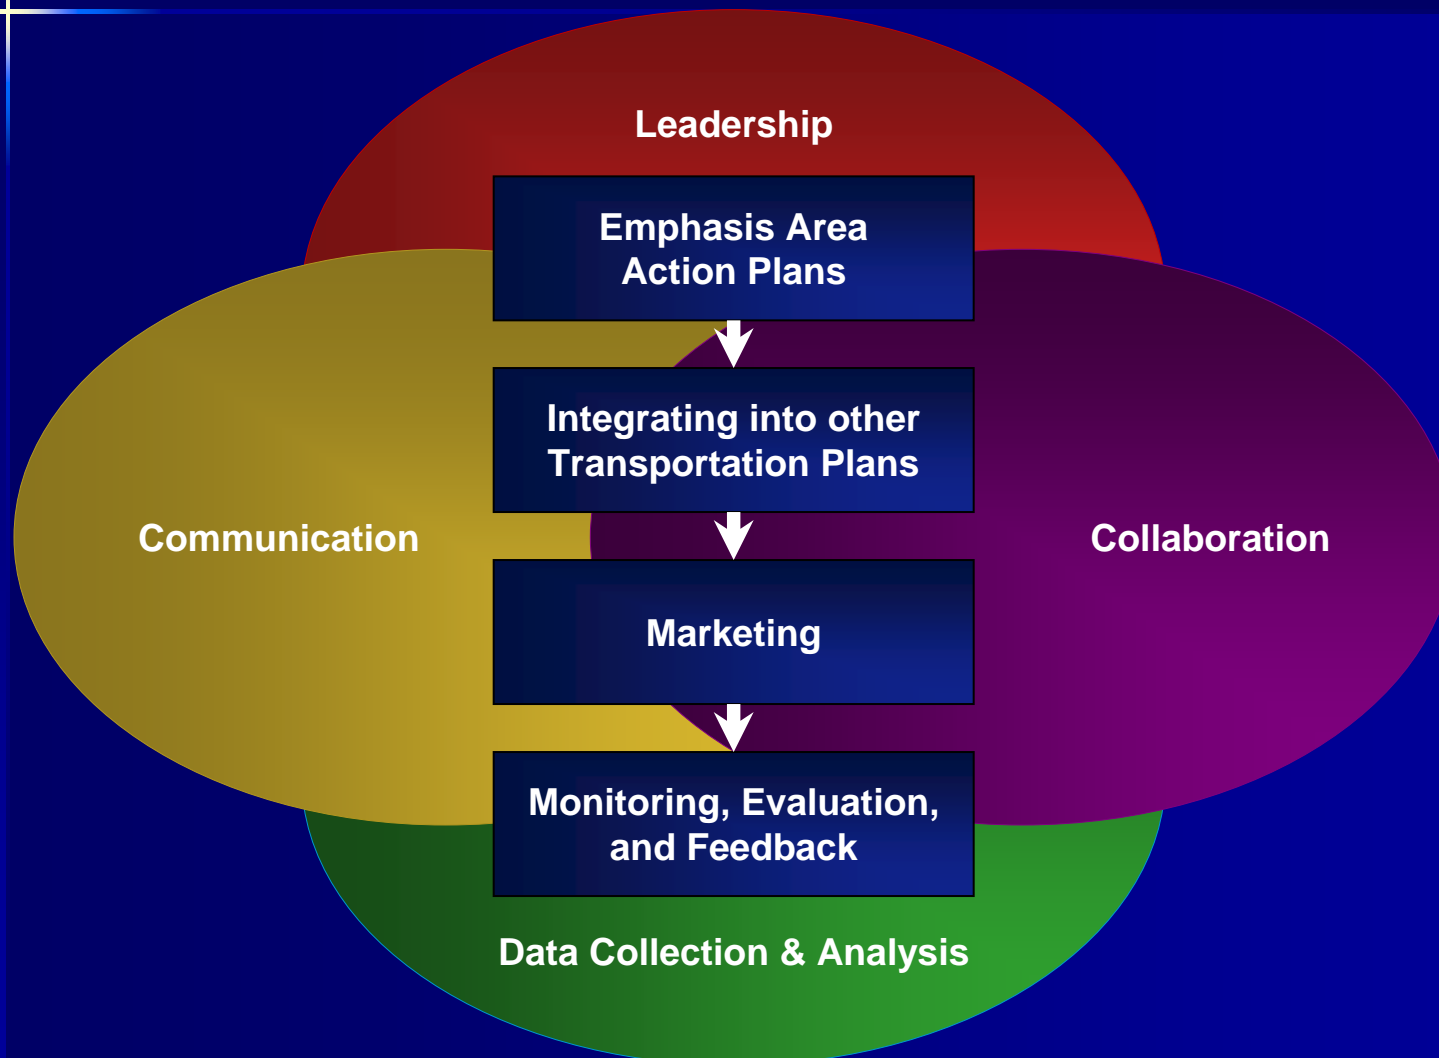 Leadership
Emphasis Area
Action Plans
Integrating into other
Transportation Plans
Communication
Collaboration
Marketing
Monitoring, Evaluation,
and Feedback
Data Collection & Analysis